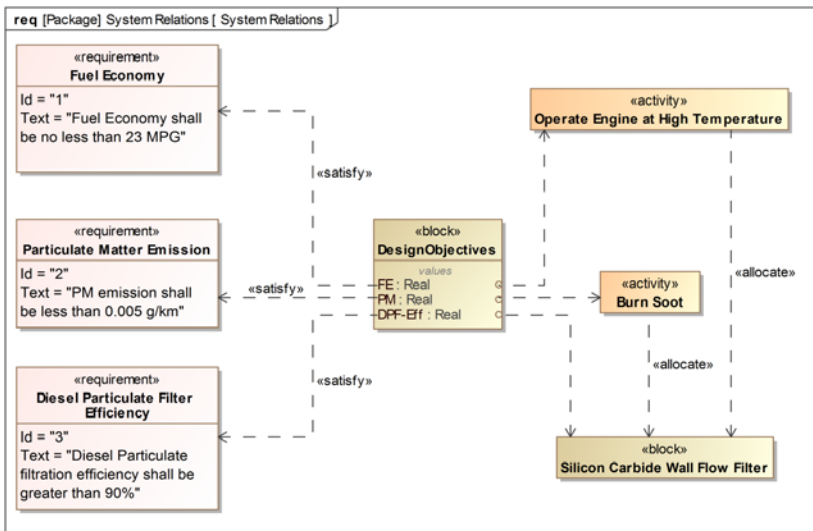 req [Package] System Relations [ System Relations ]
«requirement»
Fuel Economy
Id = "1"
Text = "Fuel Economy shall
be no less than 23 MPG"
«satisfy»
«requirement»
Particulate Matter Emission
Id = "2"
Text = "PM emission shall
be less than 0.005 g/km"
«satisfy»
«requirement»
Diesel Particulate Filter
Efficiency
Id = "3"
Text = "Diesel Particulate
filtration efficiency shall be
greater than 90%"
«satisfy»
«block»
DesignObjectives
values
FE : Real
PM : Real
DPF-Eff : Real
«activity»
Operate Engine at High Temperature
«allocate»
«activity»
Burn Soot
«allocate»
«block»
Silicon Carbide Wall Flow Filter